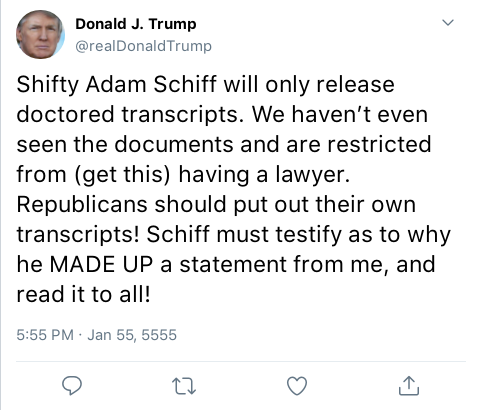 Donald J. Trump
@realDonaldTrump
Shifty Adam Schiff will only release
doctored transcripts. We haven’t even
seen the documents and are restricted
from (get this) having a lawyer.
Republicans should put out their own
transcripts! Schiff must testify as to why
he MADE UP a statement from me, and
read it to all!
5:55 PM · Jan 55, 5555